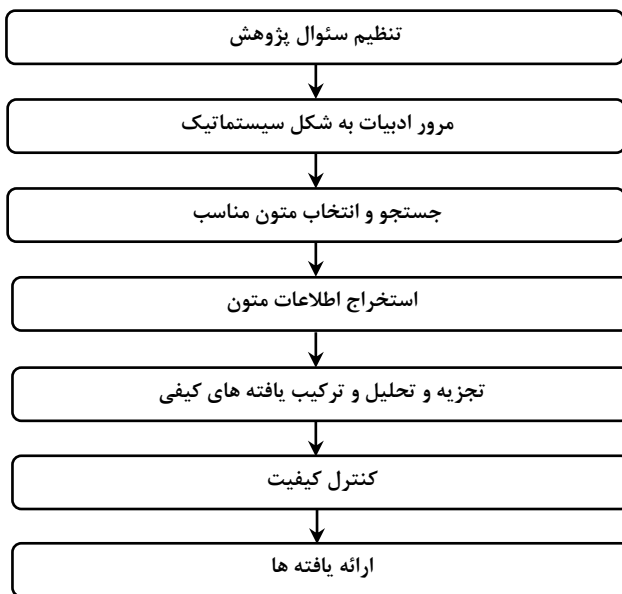 تنظیم سئوال پژوهش
مرور ادبیات به شکل سیستماتیک
جستجو و انتخاب متون مناسب
استخراج اطلاعات متون
تجزیه و تحلیل و ترکیب یافته های کیفی
کنترل کیفیت
ارائه یافته ها